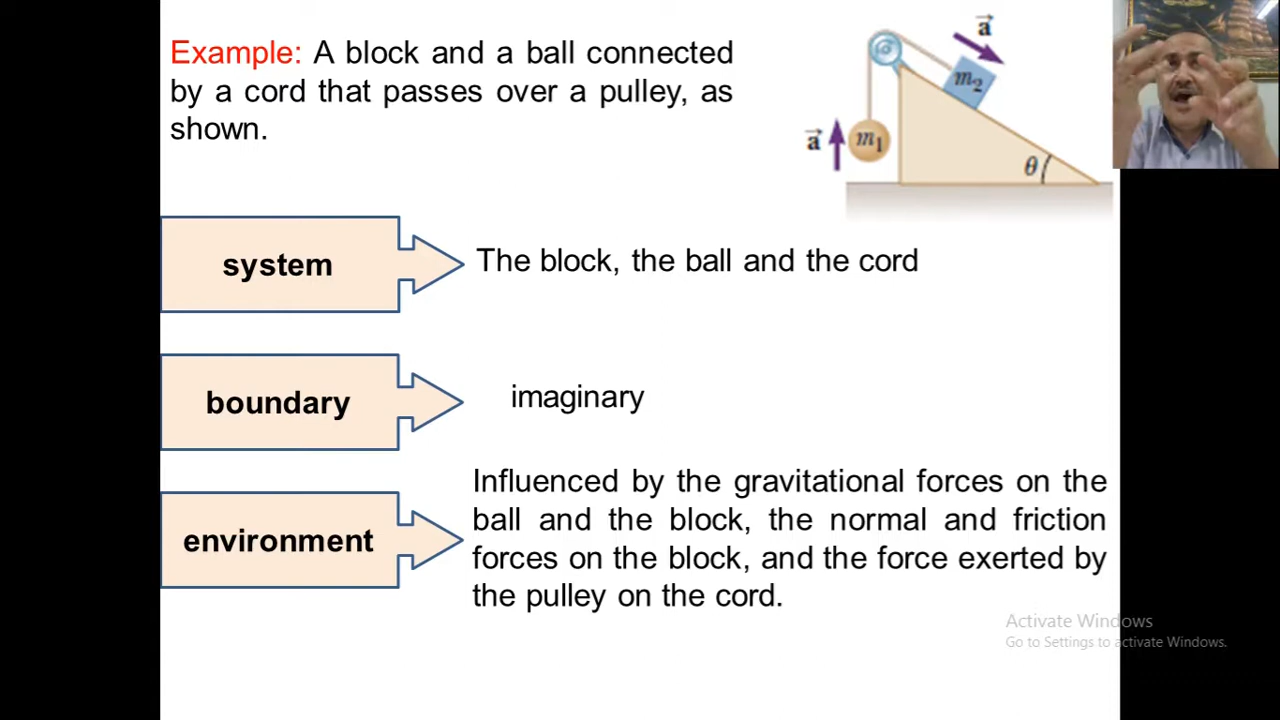 Example: A block and a ball connected
by a cord that passes over a pulley, as
shown.
a
m2
a
m1
θ
system
The block, the ball and the cord
boundary
imaginary
environment
Influenced by the gravitational forces on the
ball and the block, the normal and friction
forces on the block, and the force exerted by
the pulley on the cord.
Activate Windows
Go to Settings to activate Windows.